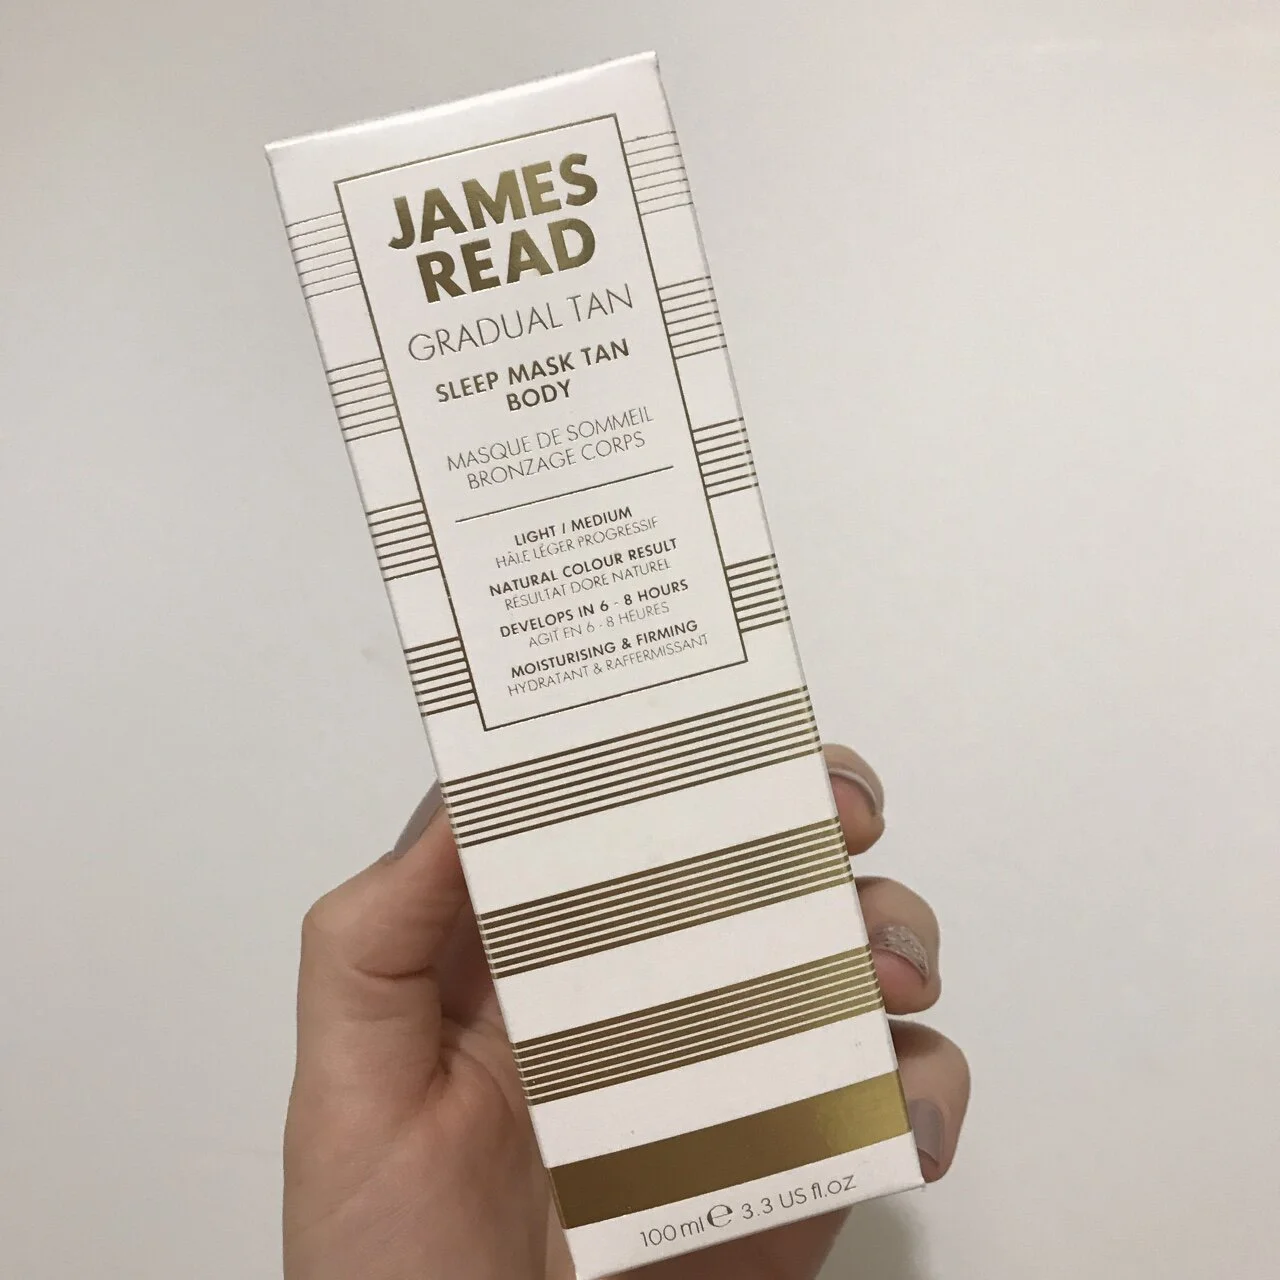 JAMES
READ
GRADUAL TAN
SLEEP MASK TAN
BODY
MASQUE DE SOMMEIL
BRONZAGE CORPS
LIGHT / MEDIUM
HÂLE LÉGER PROGRESSIF
NATURAL COLOUR RESULT
RÉSULTAT DORÉ NATUREL
DEVELOPS IN 6 - 8 HOURS
AGIT EN 6 - 8 HEURES
MOISTURISING & FIRMING
HYDRATANT & RAFFERMISSANT
100ml e 3.3 US fl.oz